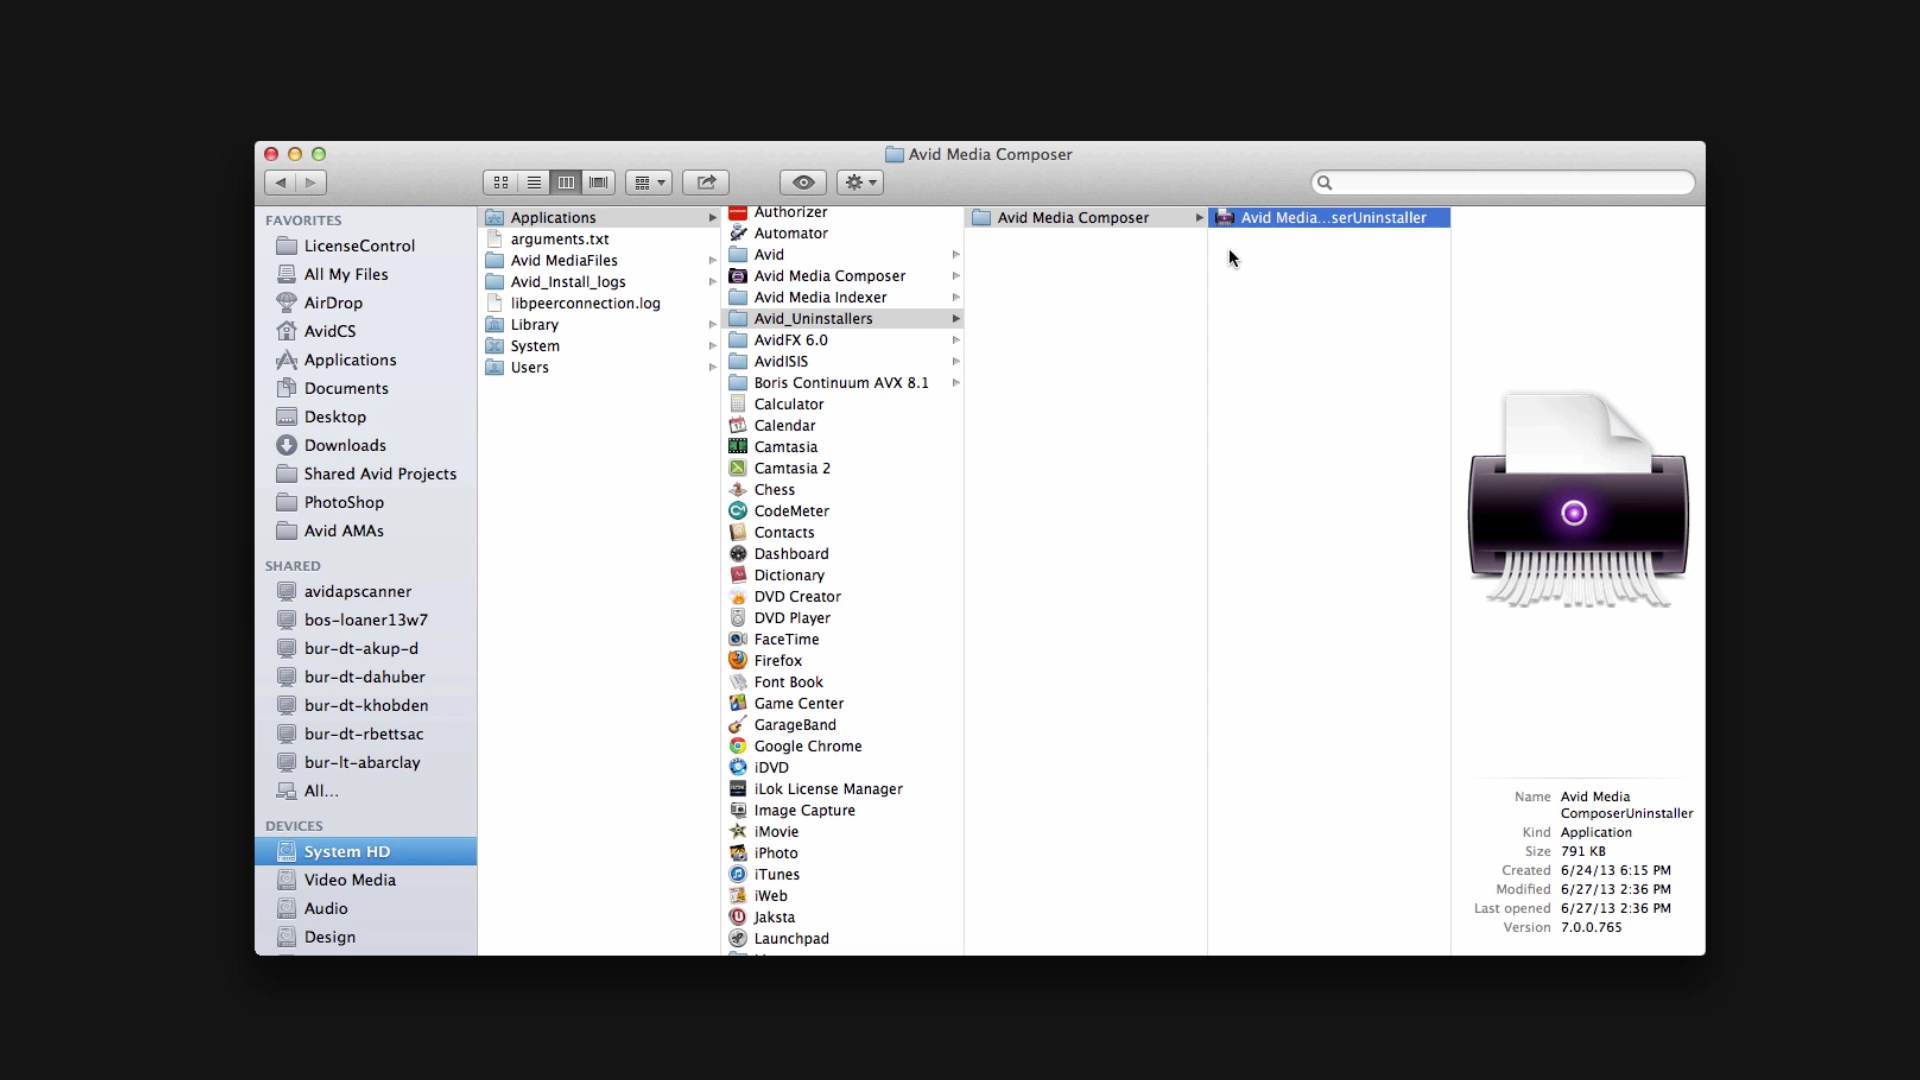 Avid Media Composer
FAVORITES
LicenseControl
All My Files
AirDrop
AvidCS
Applications
Documents
Desktop
Downloads
Shared Avid Projects
PhotoShop
Avid AMAs
SHARED
avidapscanner
bos-loaner13w7
bur-dt-akup-d
bur-dt-dahuber
bur-dt-khobden
bur-dt-rbettsac
bur-lt-abarclay
All...
DEVICES
System HD
Video Media
Audio
Design
Applications
arguments.txt
Avid MediaFiles
Avid_Install_logs
libpeerconnection.log
Library
System
Users
Authorizer
Automator
Avid
Avid Media Composer
Avid Media Indexer
Avid_Uninstallers
AvidFX 6.0
AvidISIS
Boris Continuum AVX 8.1
Calculator
Calendar
Camtasia
Camtasia 2
Chess
CodeMeter
Contacts
Dashboard
Dictionary
DVD Creator
DVD Player
FaceTime
Firefox
Font Book
Game Center
GarageBand
Google Chrome
iDVD
iLok License Manager
Image Capture
iMovie
iPhoto
iTunes
iWeb
Jaksta
Launchpad
Avid Media Composer
Avid Media...serUninstaller
Name Avid Media
ComposerUninstaller
Kind Application
Size 791 KB
Created 6/24/13 6:15 PM
Modified 6/27/13 2:36 PM
Last opened 6/27/13 2:36 PM
Version 7.0.0.765